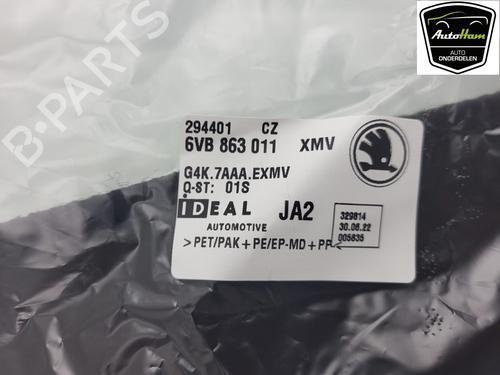 AutoHam
AUTO
ONDERDELEN
B-PARTS
294401 CZ
6VB 863 011 XMV
G4K.7AAA.EXMV
Q-ST: 01S
IDEAL JA2
AUTOMOTIVE
329814
30.06.22
005835
>PET/PAK+PE/EP-MD+PP<